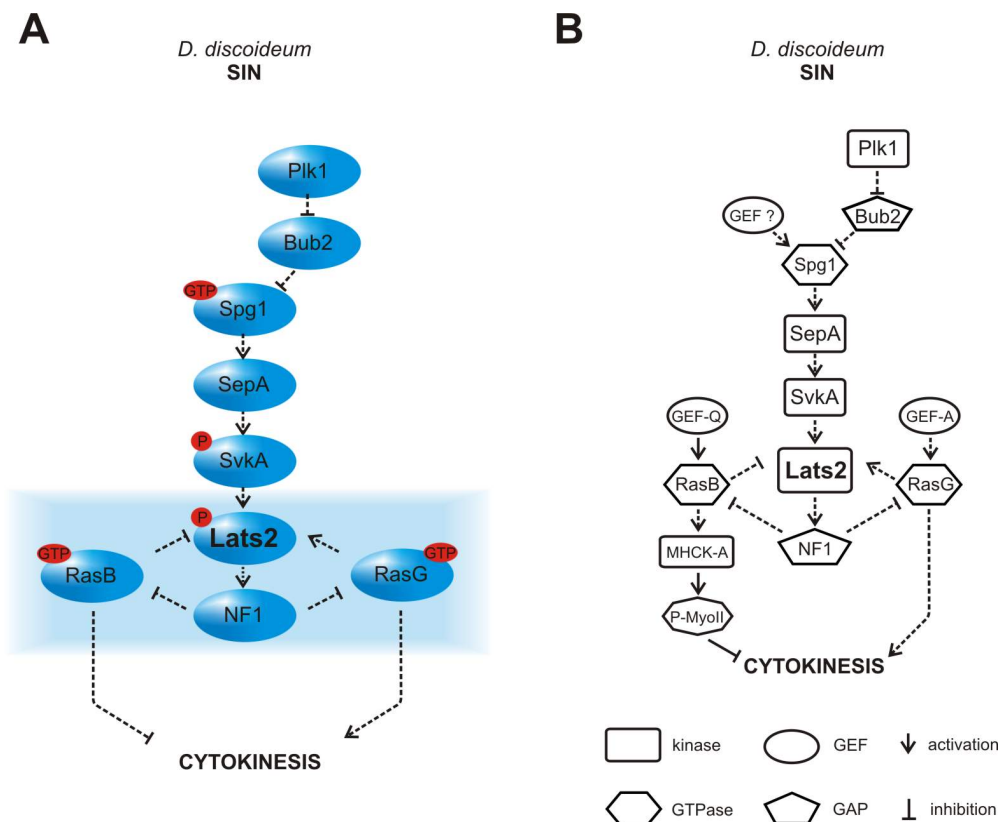 A
D. discoideum
SIN
Plk1
Bub2
GTP
Spg1
SepA
P
SvkA
P
Lats2
GTP
RasB
GTP
RasG
NF1
CYTOKINESIS
B
D. discoideum
SIN
Plk1
GEF ?
Bub2
Spg1
SepA
SvkA
GEF-Q
GEF-A
Lats2
RasB
RasG
MHCK-A
NF1
P-MyoII
CYTOKINESIS
kinase
GEF
activation
GTPase
GAP
inhibition